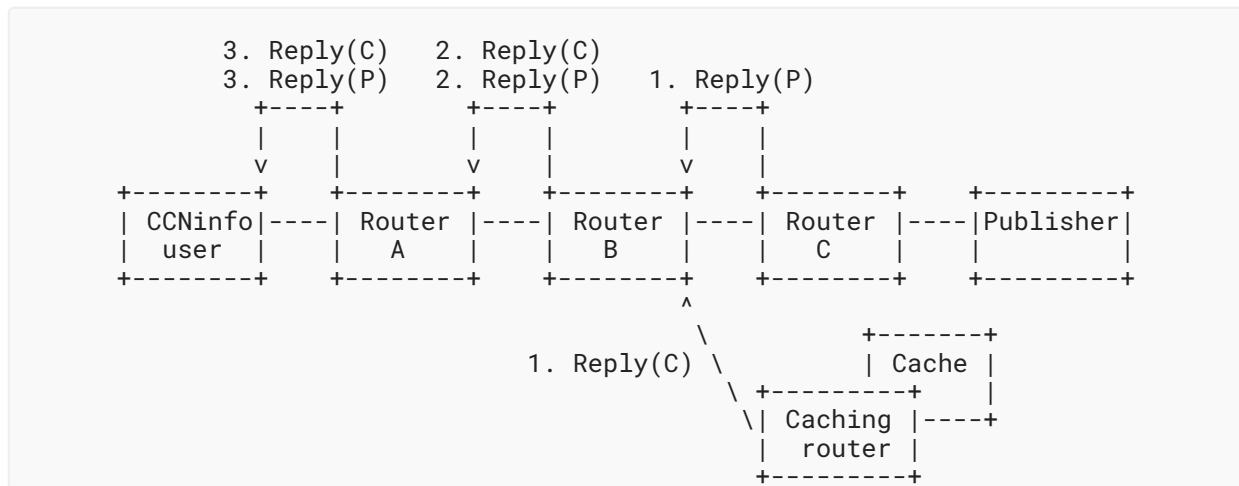 3. Reply(C)   2. Reply(C)
3. Reply(P)   2. Reply(P)   1. Reply(P)
CCNinfo   Router   Router   Router   Publisher
user   A   B   C
1. Reply(C)   Cache
Caching
router